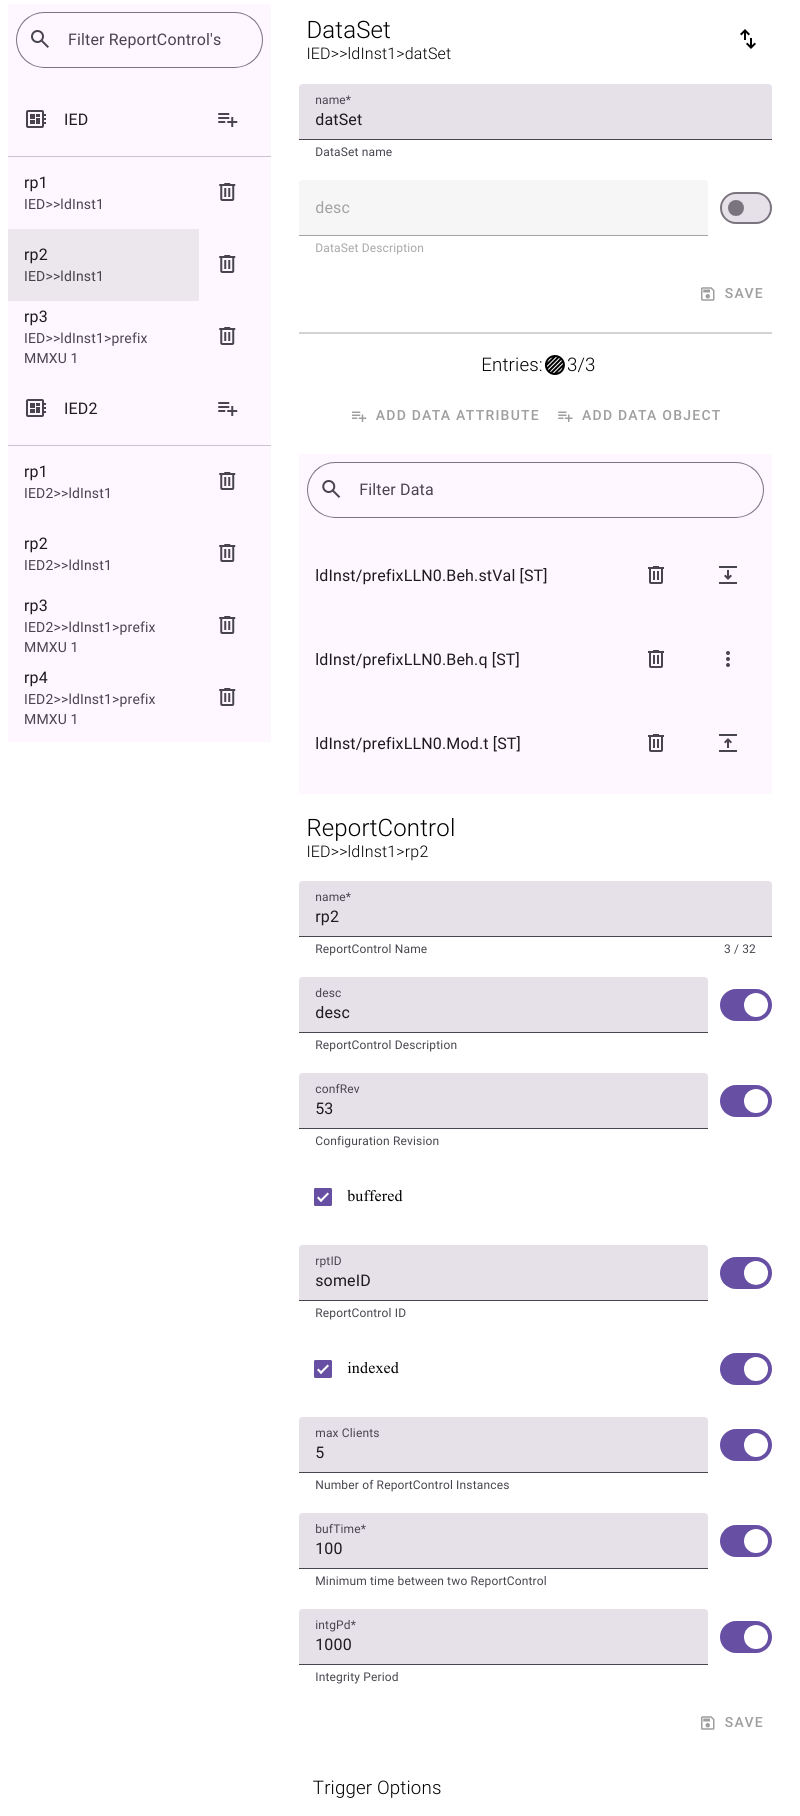 Filter ReportControl's
IED
rp1
IED>>ldInst1
rp2
IED>>ldInst1
rp3
IED>>ldInst1>prefix
MMXU 1
IED2
rp1
IED2>>ldInst1
rp2
IED2>>ldInst1
rp3
IED2>>ldInst1>prefix
MMXU 1
rp4
IED2>>ldInst1>prefix
MMXU 1
DataSet
IED>>ldInst1>datSet
name*
datSet
DataSet name
desc
DataSet Description
SAVE
Entries: 3/3
ADD DATA ATTRIBUTE ADD DATA OBJECT
Filter Data
ldInst/prefixLLN0.Beh.stVal [ST]
ldInst/prefixLLN0.Beh.q [ST]
ldInst/prefixLLN0.Mod.t [ST]
ReportControl
IED>>ldInst1>rp2
name*
rp2
ReportControl Name 3 / 32
desc
desc
ReportControl Description
confRev
53
Configuration Revision
buffered
rptID
someID
ReportControl ID
indexed
max Clients
5
Number of ReportControl Instances
bufTime*
100
Minimum time between two ReportControl
intgPd*
1000
Integrity Period
SAVE
Trigger Options